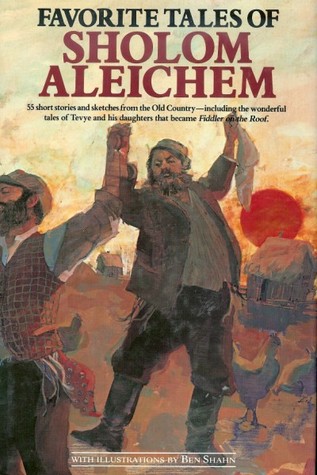 FAVORITE TALES OF
SHOLOM
ALEICHEM
55 short stories and sketches from the Old Country—including the wonderful
tales of Tevye and his daughters that became Fiddler on the Roof.
WITH ILLUSTRATIONS BY BEN SHAHN